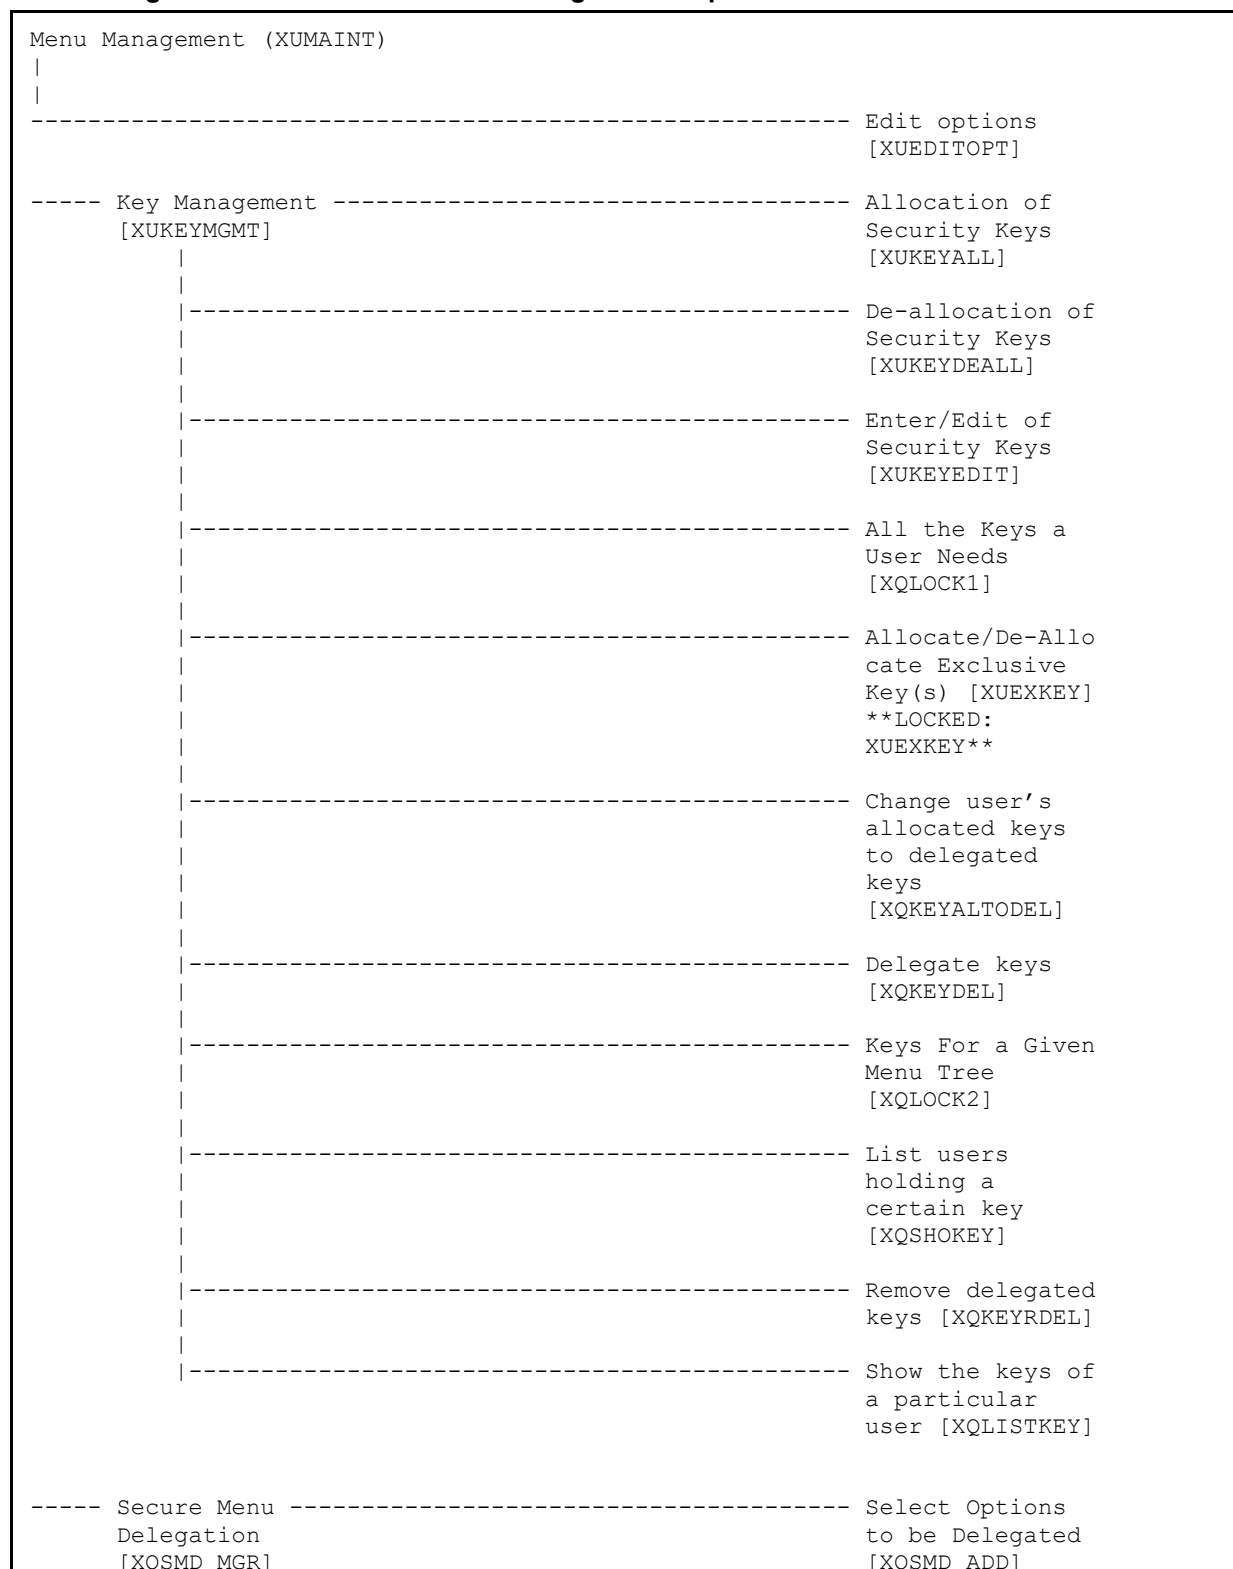 Menu Management (XUMAINT)
|
|
--------------------------------------------------------- Edit options
[XUEDITOPT]
----- Key Management ------------------------------------ Allocation of
[XUKEYMGMT] Security Keys
| [XUKEYALL]
|
|---------------------------------------------- De-allocation of
| Security Keys
| [XUKEYDEALL]
|
|---------------------------------------------- Enter/Edit of
| Security Keys
| [XUKEYEDIT]
|
|---------------------------------------------- All the Keys a
| User Needs
| [XQLOCK1]
|
|---------------------------------------------- Allocate/De-Allo
| cate Exclusive
| Key(s) [XUEXKEY]
| **LOCKED:
| XUEXKEY**
|
|---------------------------------------------- Change user’s
| allocated keys
| to delegated
| keys
| [XQKEYALTODEL]
|
|---------------------------------------------- Delegate keys
| [XQKEYDEL]
|
|---------------------------------------------- Keys For a Given
| Menu Tree
| [XQLOCK2]
|
|---------------------------------------------- List users
| holding a
| certain key
| [XQSHOKEY]
|
|---------------------------------------------- Remove delegated
| keys [XQKEYRDEL]
|
|---------------------------------------------- Show the keys of
a particular
user [XQLISTKEY]
----- Secure Menu --------------------------------------- Select Options
Delegation to be Delegated